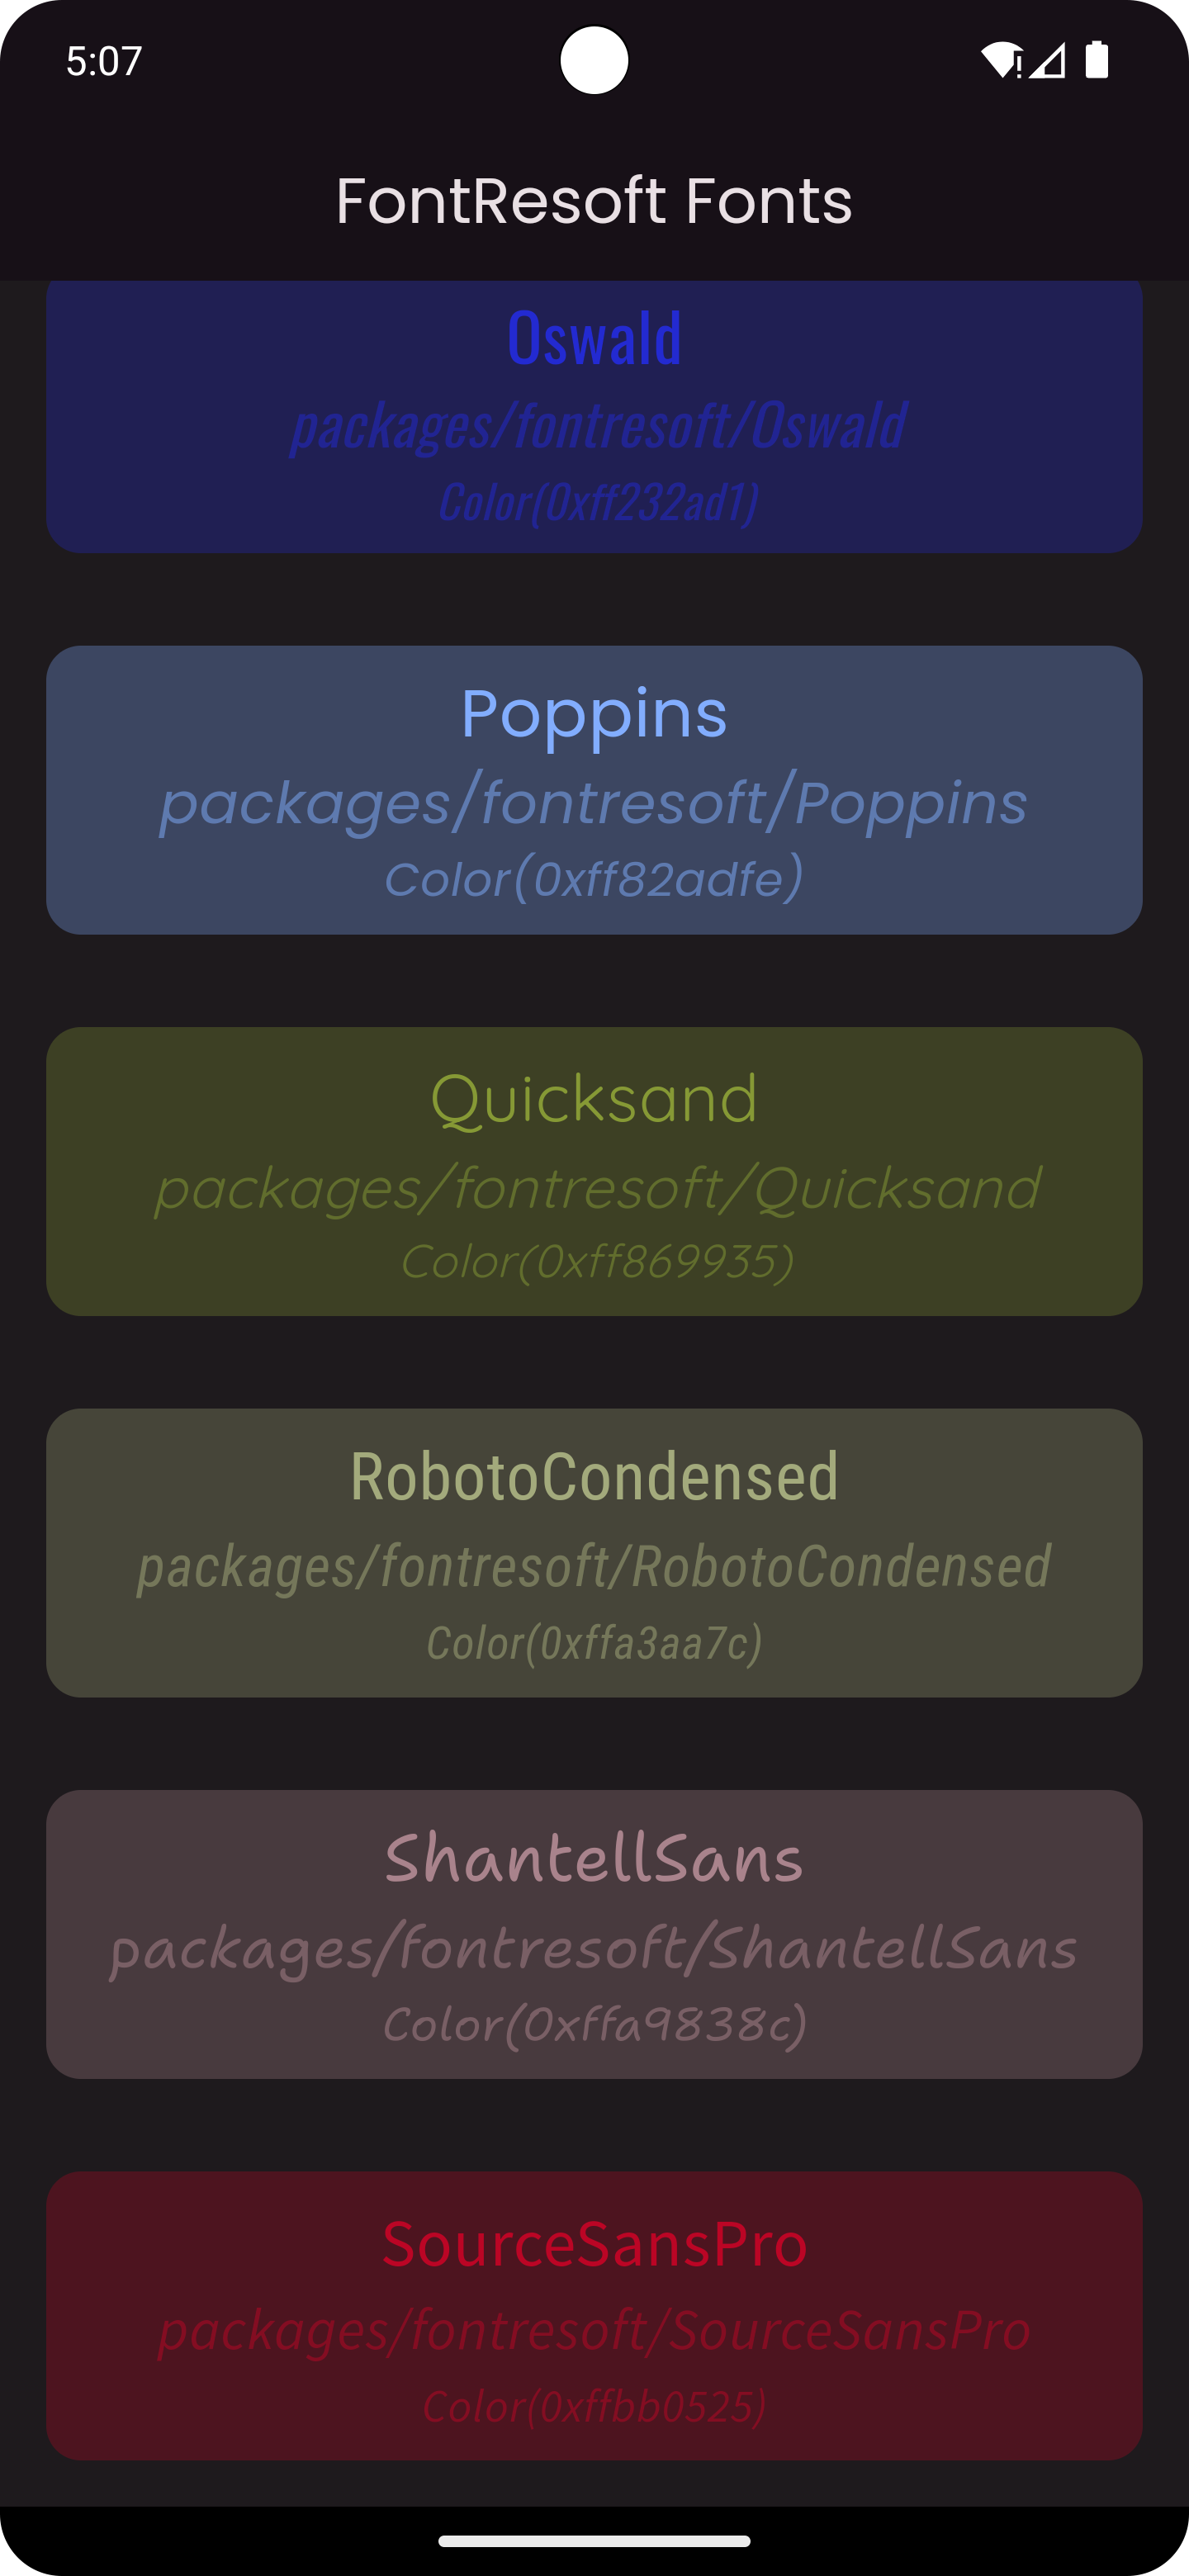 5:07
FontResoft Fonts
Oswald
packages/fontresoft/Oswald
Color(0xff232ad1)
Poppins
packages/fontresoft/Poppins
Color(0xff82adfe)
Quicksand
packages/fontresoft/Quicksand
Color(0xff869935)
RobotoCondensed
packages/fontresoft/RobotoCondensed
Color(0xffa3aa7c)
ShantellSans
packages/fontresoft/ShantellSans
Color(0xffa9838c)
SourceSansPro
packages/fontresoft/SourceSansPro
Color(0xffbb0525)